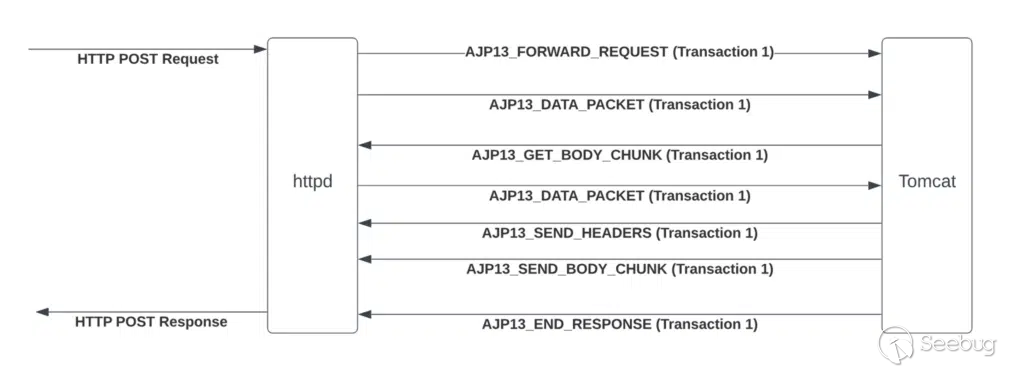 HTTP POST Request
AJP13_FORWARD_REQUEST (Transaction 1)
AJP13_DATA_PACKET (Transaction 1)
AJP13_GET_BODY_CHUNK (Transaction 1)
httpd
Tomcat
AJP13_DATA_PACKET (Transaction 1)
AJP13_SEND_HEADERS (Transaction 1)
AJP13_SEND_BODY_CHUNK (Transaction 1)
HTTP POST Response
AJP13_END_RESPONSE (Transaction 1)
Seebug